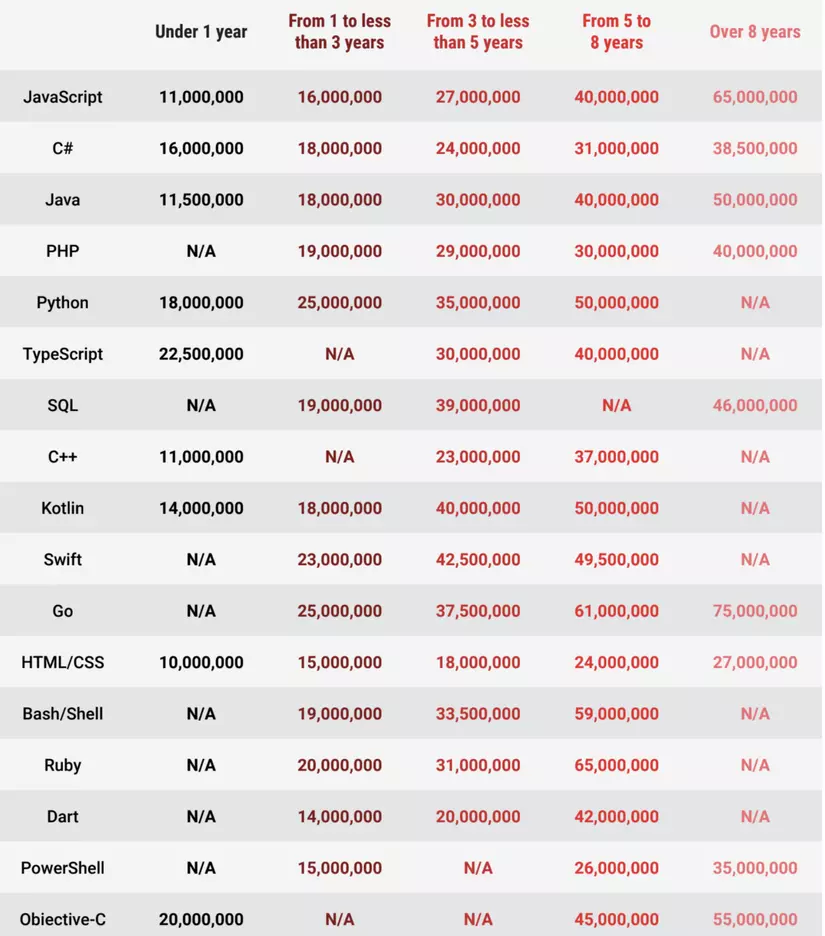 Under 1 year From 1 to less than 3 years From 3 to less than 5 years From 5 to 8 years Over 8 years
JavaScript 11,000,000 16,000,000 27,000,000 40,000,000 65,000,000
C# 16,000,000 18,000,000 24,000,000 31,000,000 38,500,000
Java 11,500,000 18,000,000 30,000,000 40,000,000 50,000,000
PHP N/A 19,000,000 29,000,000 30,000,000 40,000,000
Python 18,000,000 25,000,000 35,000,000 50,000,000 N/A
TypeScript 22,500,000 N/A 30,000,000 40,000,000 N/A
SQL N/A 19,000,000 39,000,000 N/A 46,000,000
C++ 11,000,000 N/A 23,000,000 37,000,000 N/A
Kotlin 14,000,000 18,000,000 40,000,000 50,000,000 N/A
Swift N/A 23,000,000 42,500,000 49,500,000 N/A
Go N/A 25,000,000 37,500,000 61,000,000 75,000,000
HTML/CSS 10,000,000 15,000,000 18,000,000 24,000,000 27,000,000
Bash/Shell N/A 19,000,000 33,500,000 59,000,000 N/A
Ruby N/A 20,000,000 31,000,000 65,000,000 N/A
Dart N/A 14,000,000 20,000,000 42,000,000 N/A
PowerShell N/A 15,000,000 N/A 26,000,000 35,000,000
Obiective-C 20,000,000 N/A N/A 45,000,000 55,000,000